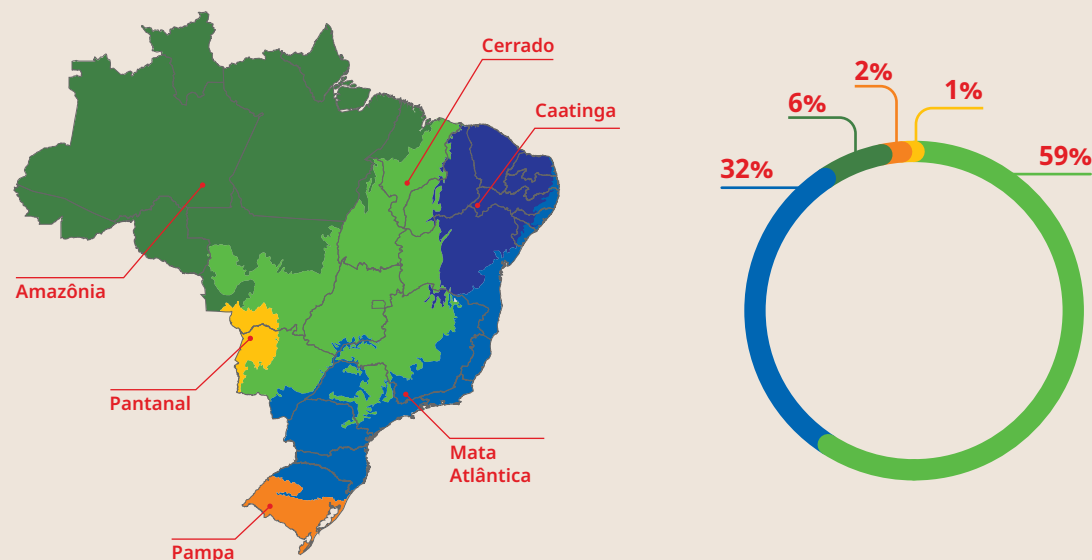 Cerrado
Caatinga
Amazônia
Pantanal
Mata
Atlântica
Pampa
2%
1%
6%
59%
32%